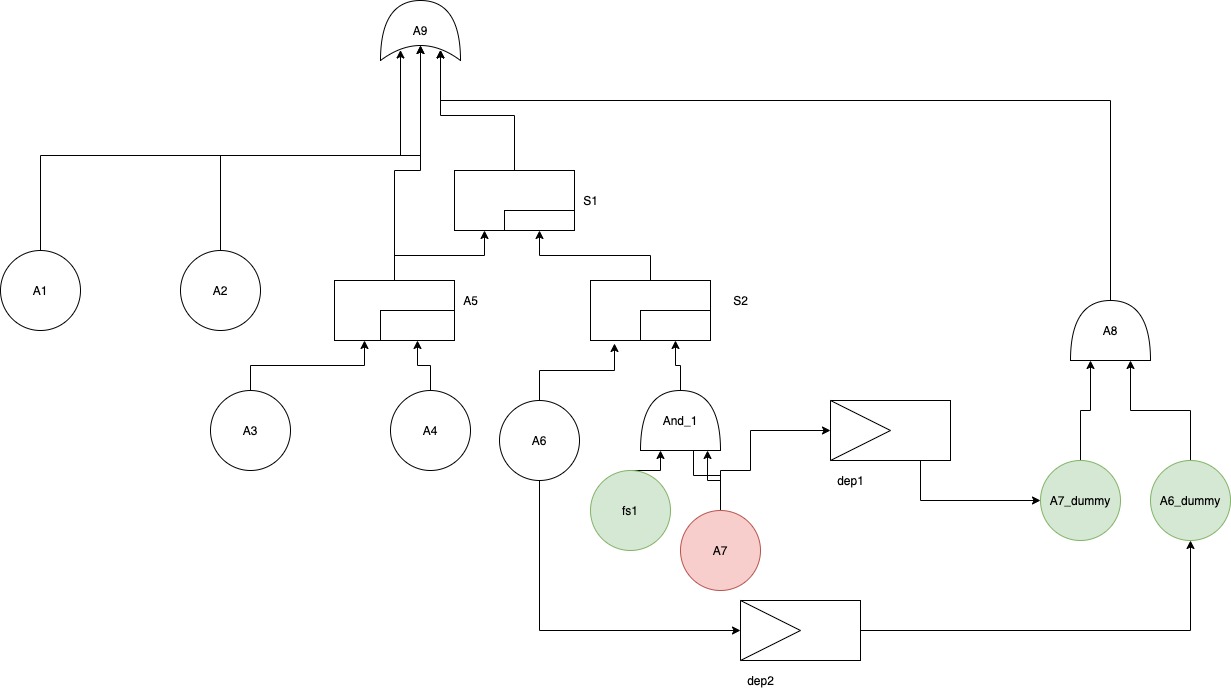 A9
S1
A1
A2
A5
S2
A8
A3
A4
A6
And_1
dep1
fs1
A7_dummy
A6_dummy
A7
dep2